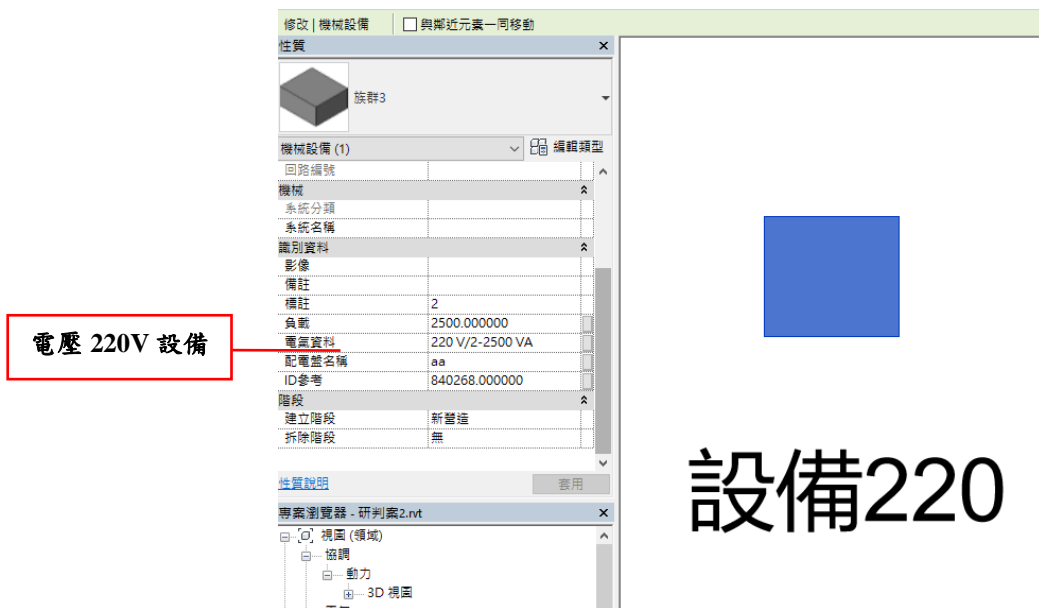 修改 | 機械設備 與鄰近元素一同移動
性質
族群3
機械設備 (1) 編輯類型
回路編號
機械
系統分類
系統名稱
識別資料
影像
備註
標註 2
負載 2500.000000
電氣資料 220 V/2-2500 VA
配電盤名稱 aa
ID參考 840268.000000
階段
建立階段 新營造
拆除階段 無
性質說明 套用
專案瀏覽器 - 研判案2.rvt
視圖 (領域)
協調
動力
3D 視圖
電壓 220V 設備
設備220